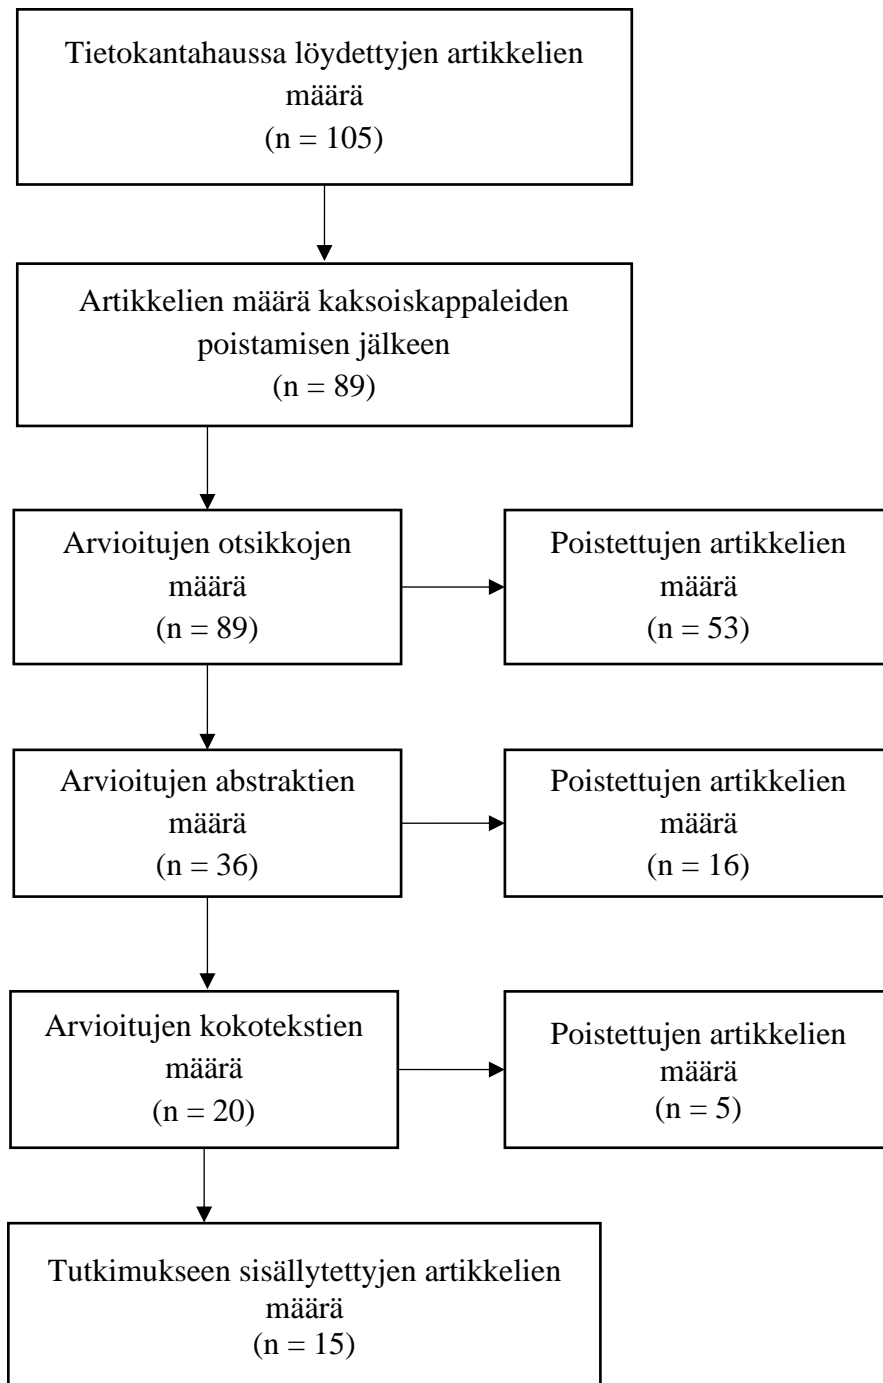 Tietokantahaussa löydettyjen artikkelien
määrä
(n = 105)
Artikkelien määrä kaksoiskappaleiden
poistamisen jälkeen
(n = 89)
Arvioitujen otsikkojen
määrä
(n = 89)
Poistettujen artikkelien
määrä
(n = 53)
Arvioitujen abstraktien
määrä
(n = 36)
Poistettujen artikkelien
määrä
(n = 16)
Arvioitujen kokotekstien
määrä
(n = 20)
Poistettujen artikkelien
määrä
(n = 5)
Tutkimukseen sisällytettyjen artikkelien
määrä
(n = 15)